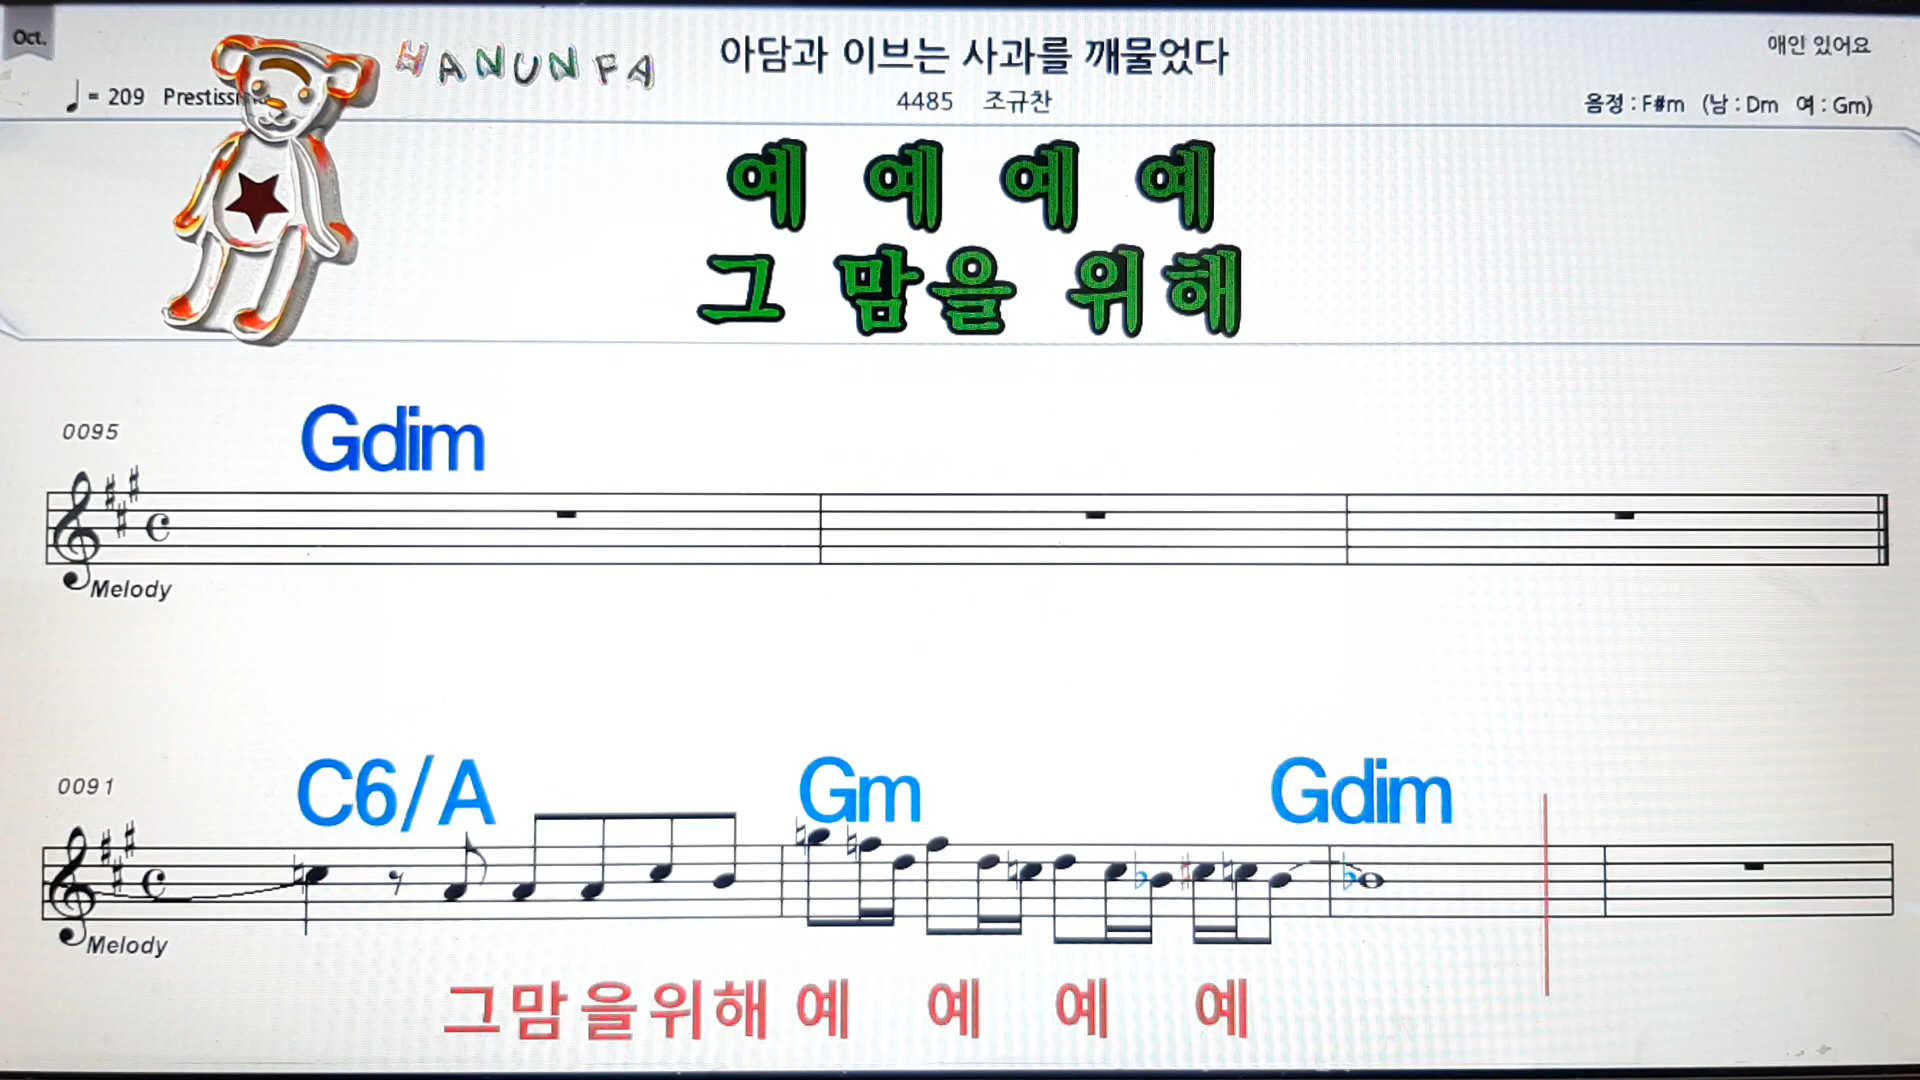 Oct.
HANUNFA
아담과 이브는 사과를 깨물었다
애인 있어요
♩ = 209
4485 조규찬
음정 : F#m (남 : Dm 여 : Gm)
예 예 예 예
그 맘을 위해
0095
Gdim
Melody
0091
C6/A Gm Gdim
Melody
그맘을위해 예 예 예 예